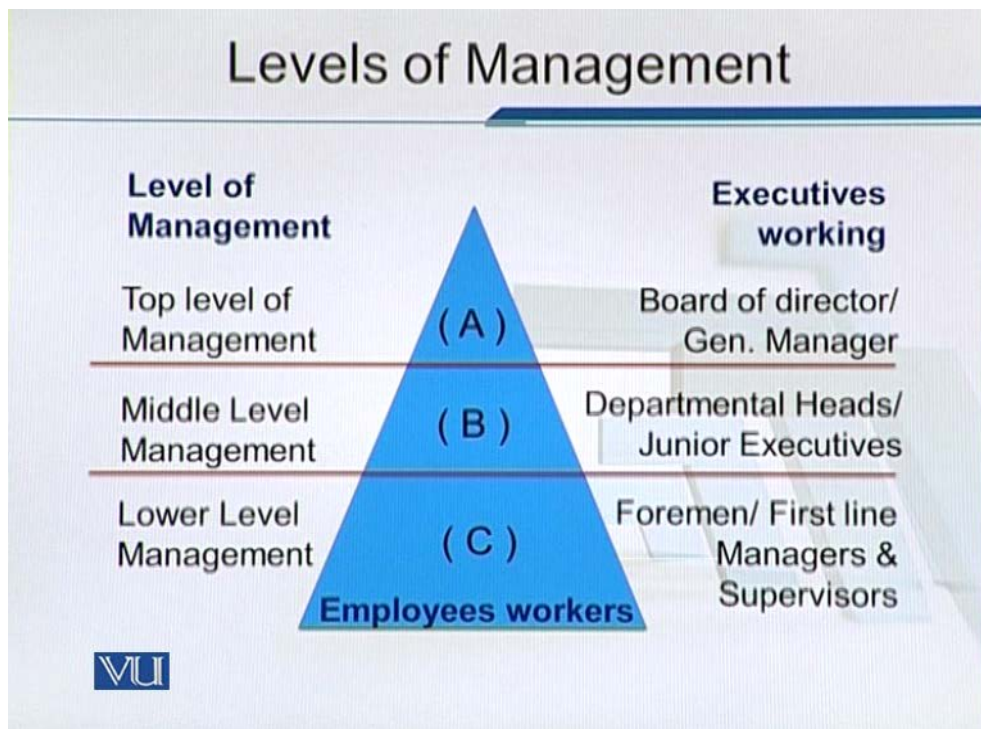 Levels of Management
Level of
Management
Executives
working
Top level of
Management
( A )
Board of director/
Gen. Manager
Middle Level
Management
( B )
Departmental Heads/
Junior Executives
Lower Level
Management
( C )
Foremen/ First line
Managers &
Supervisors
Employees workers
VU